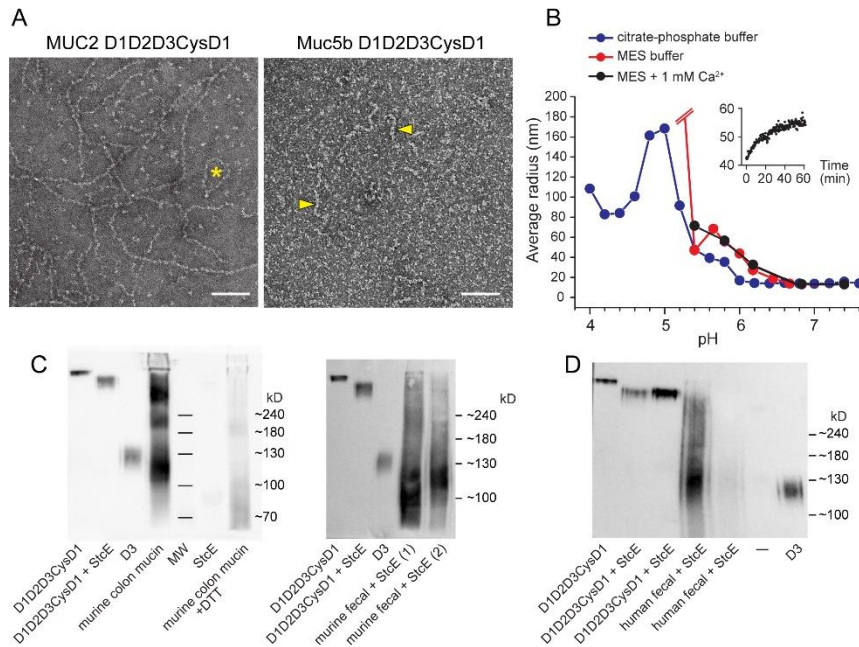 A
MUC2 D1D2D3CysD1
Muc5b D1D2D3CysD1
*
B
citrate-phosphate buffer
MES buffer
MES + 1 mM Ca²⁺
Average radius (nm)
200
180
160
140
120
100
80
60
40
20
0
4 5 6 7
pH
60
50
40
0 20 40 60
Time
(min)
C
kD
~240
~180
~130
~100
~70
D1D2D3CysD1
D1D2D3CysD1 + StcE
D3
murine colon mucin
MW
StcE
murine colon mucin
+DTT
kD
~240
~180
~130
~100
D1D2D3CysD1
D1D2D3CysD1 + StcE
D3
murine fecal + StcE (1)
murine fecal + StcE (2)
D
kD
~240
~180
~130
~100
D1D2D3CysD1
D1D2D3CysD1 + StcE
D1D2D3CysD1 + StcE
human fecal + StcE
human fecal + StcE
—
D3